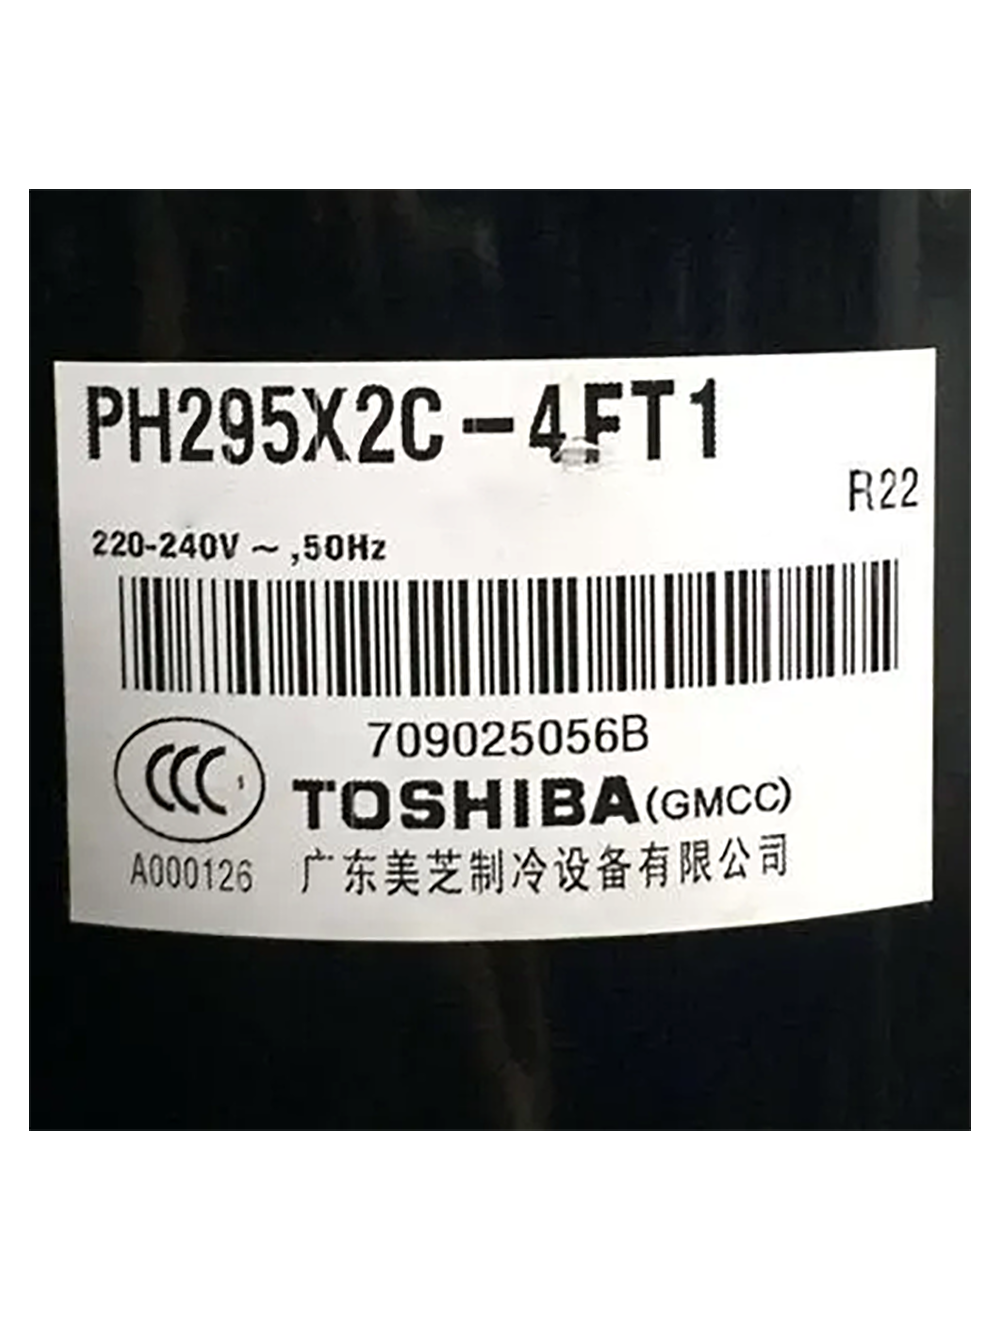 PH295X2C-4FT1
R22
220-240V ~ ,50Hz
709025056B
CCC 1
TOSHIBA (GMCC)
A000126 广东美芝制冷设备有限公司